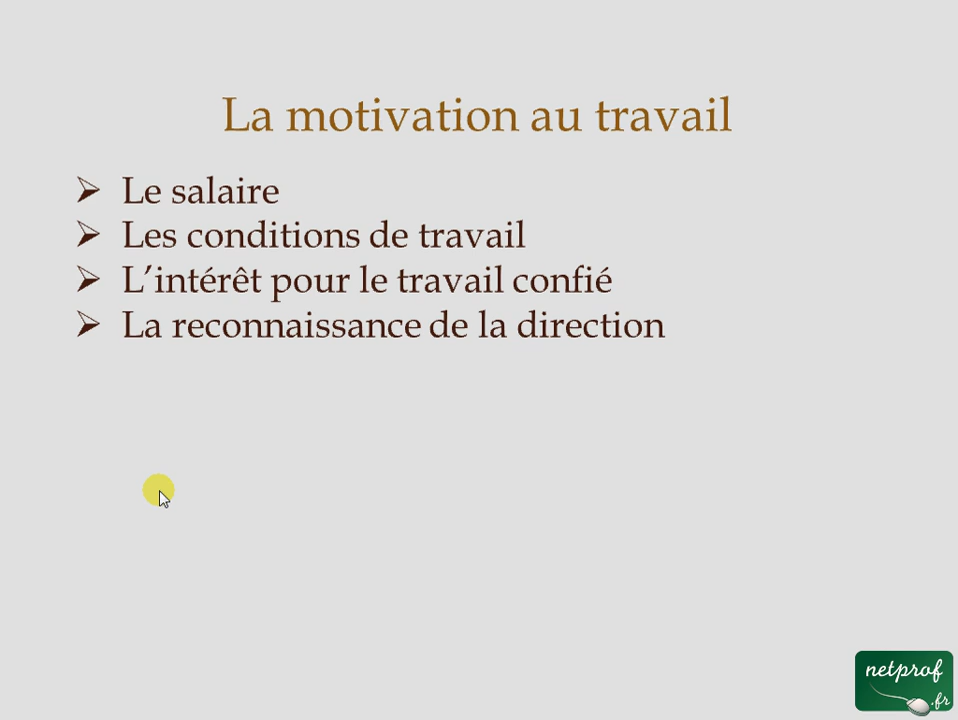 La motivation au travail
➢ Le salaire
➢ Les conditions de travail
➢ L’intérêt pour le travail confié
➢ La reconnaissance de la direction
netprof
.fr